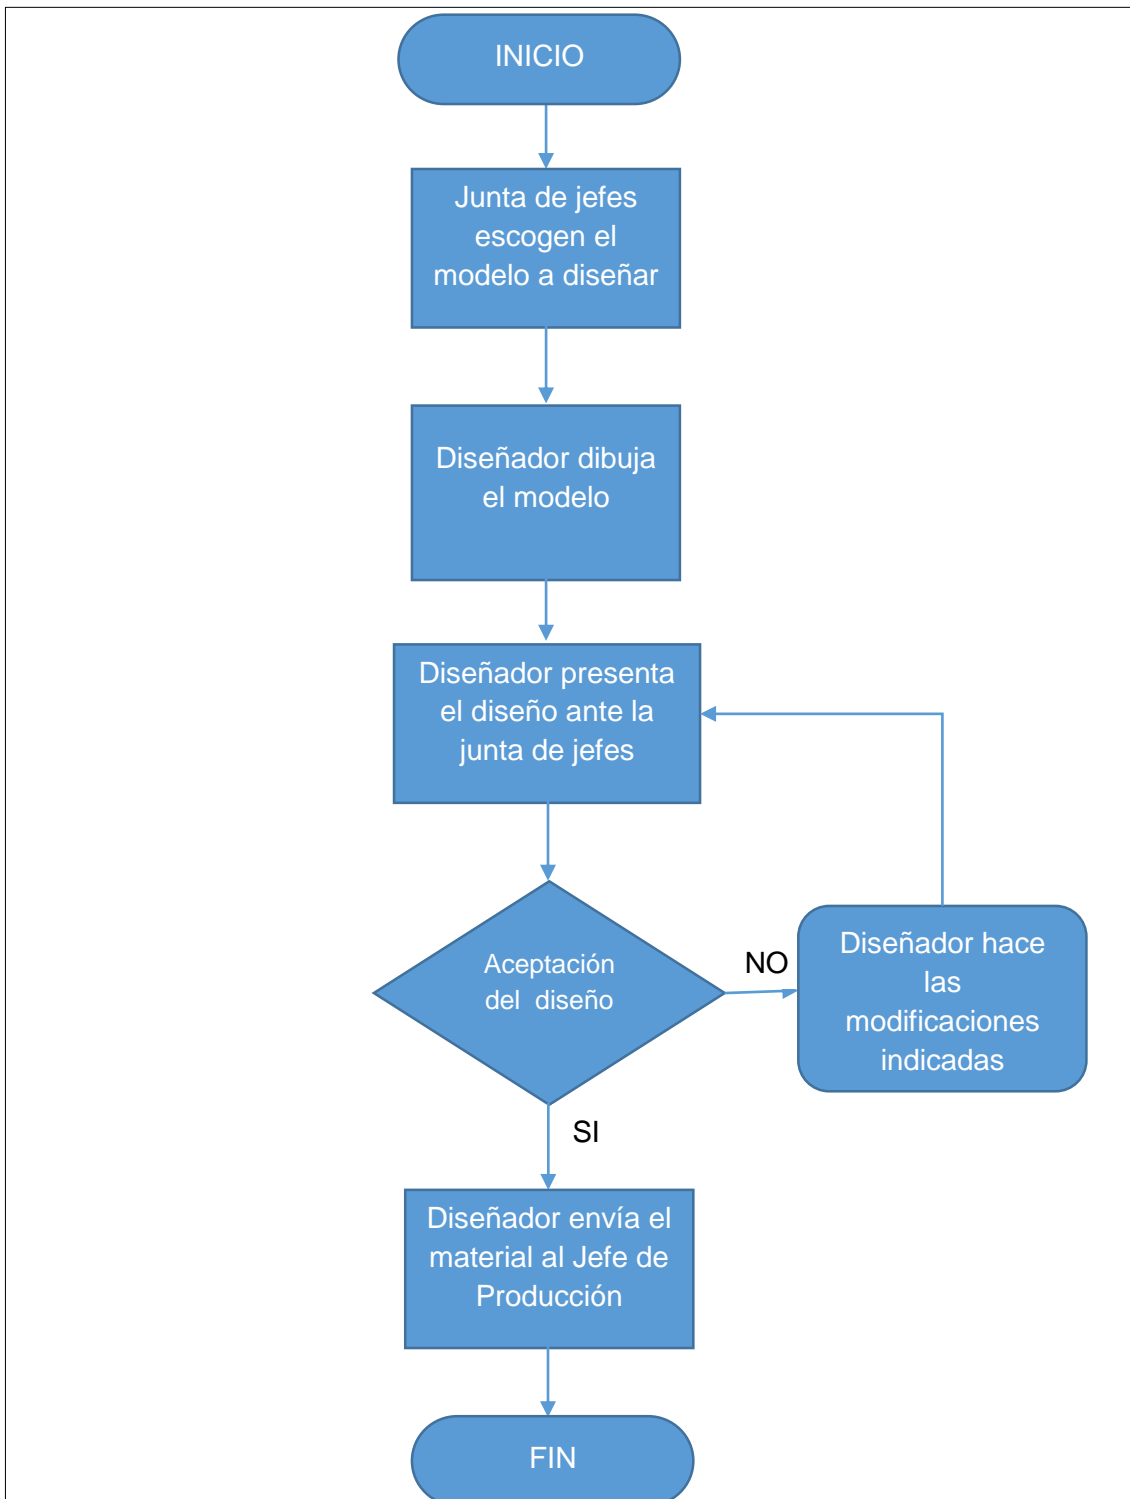 INICIO
Junta de jefes
escogen el
modelo a diseñar
Diseñador dibuja
el modelo
Diseñador presenta
el diseño ante la
junta de jefes
Aceptación
del diseño
NO
Diseñador hace
las
modificaciones
indicadas
SI
Diseñador envía el
material al Jefe de
Producción
FIN